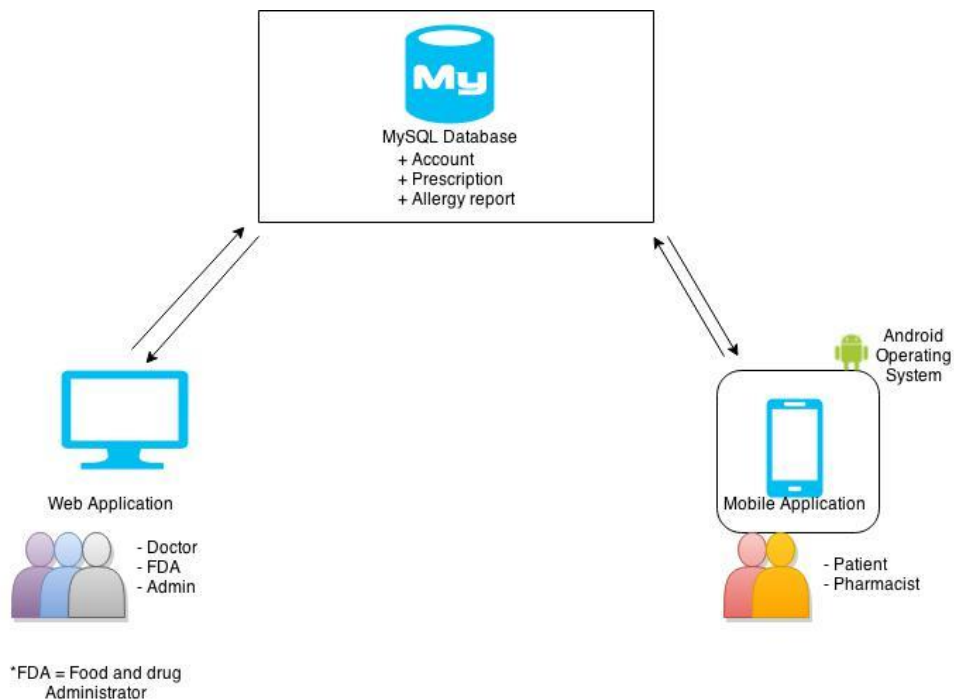 My
MySQL Database
+ Account
+ Prescription
+ Allergy report
Android
Operating
System
Web Application
Mobile Application
- Doctor
- FDA
- Admin
- Patient
- Pharmacist
*FDA = Food and drug
Administrator